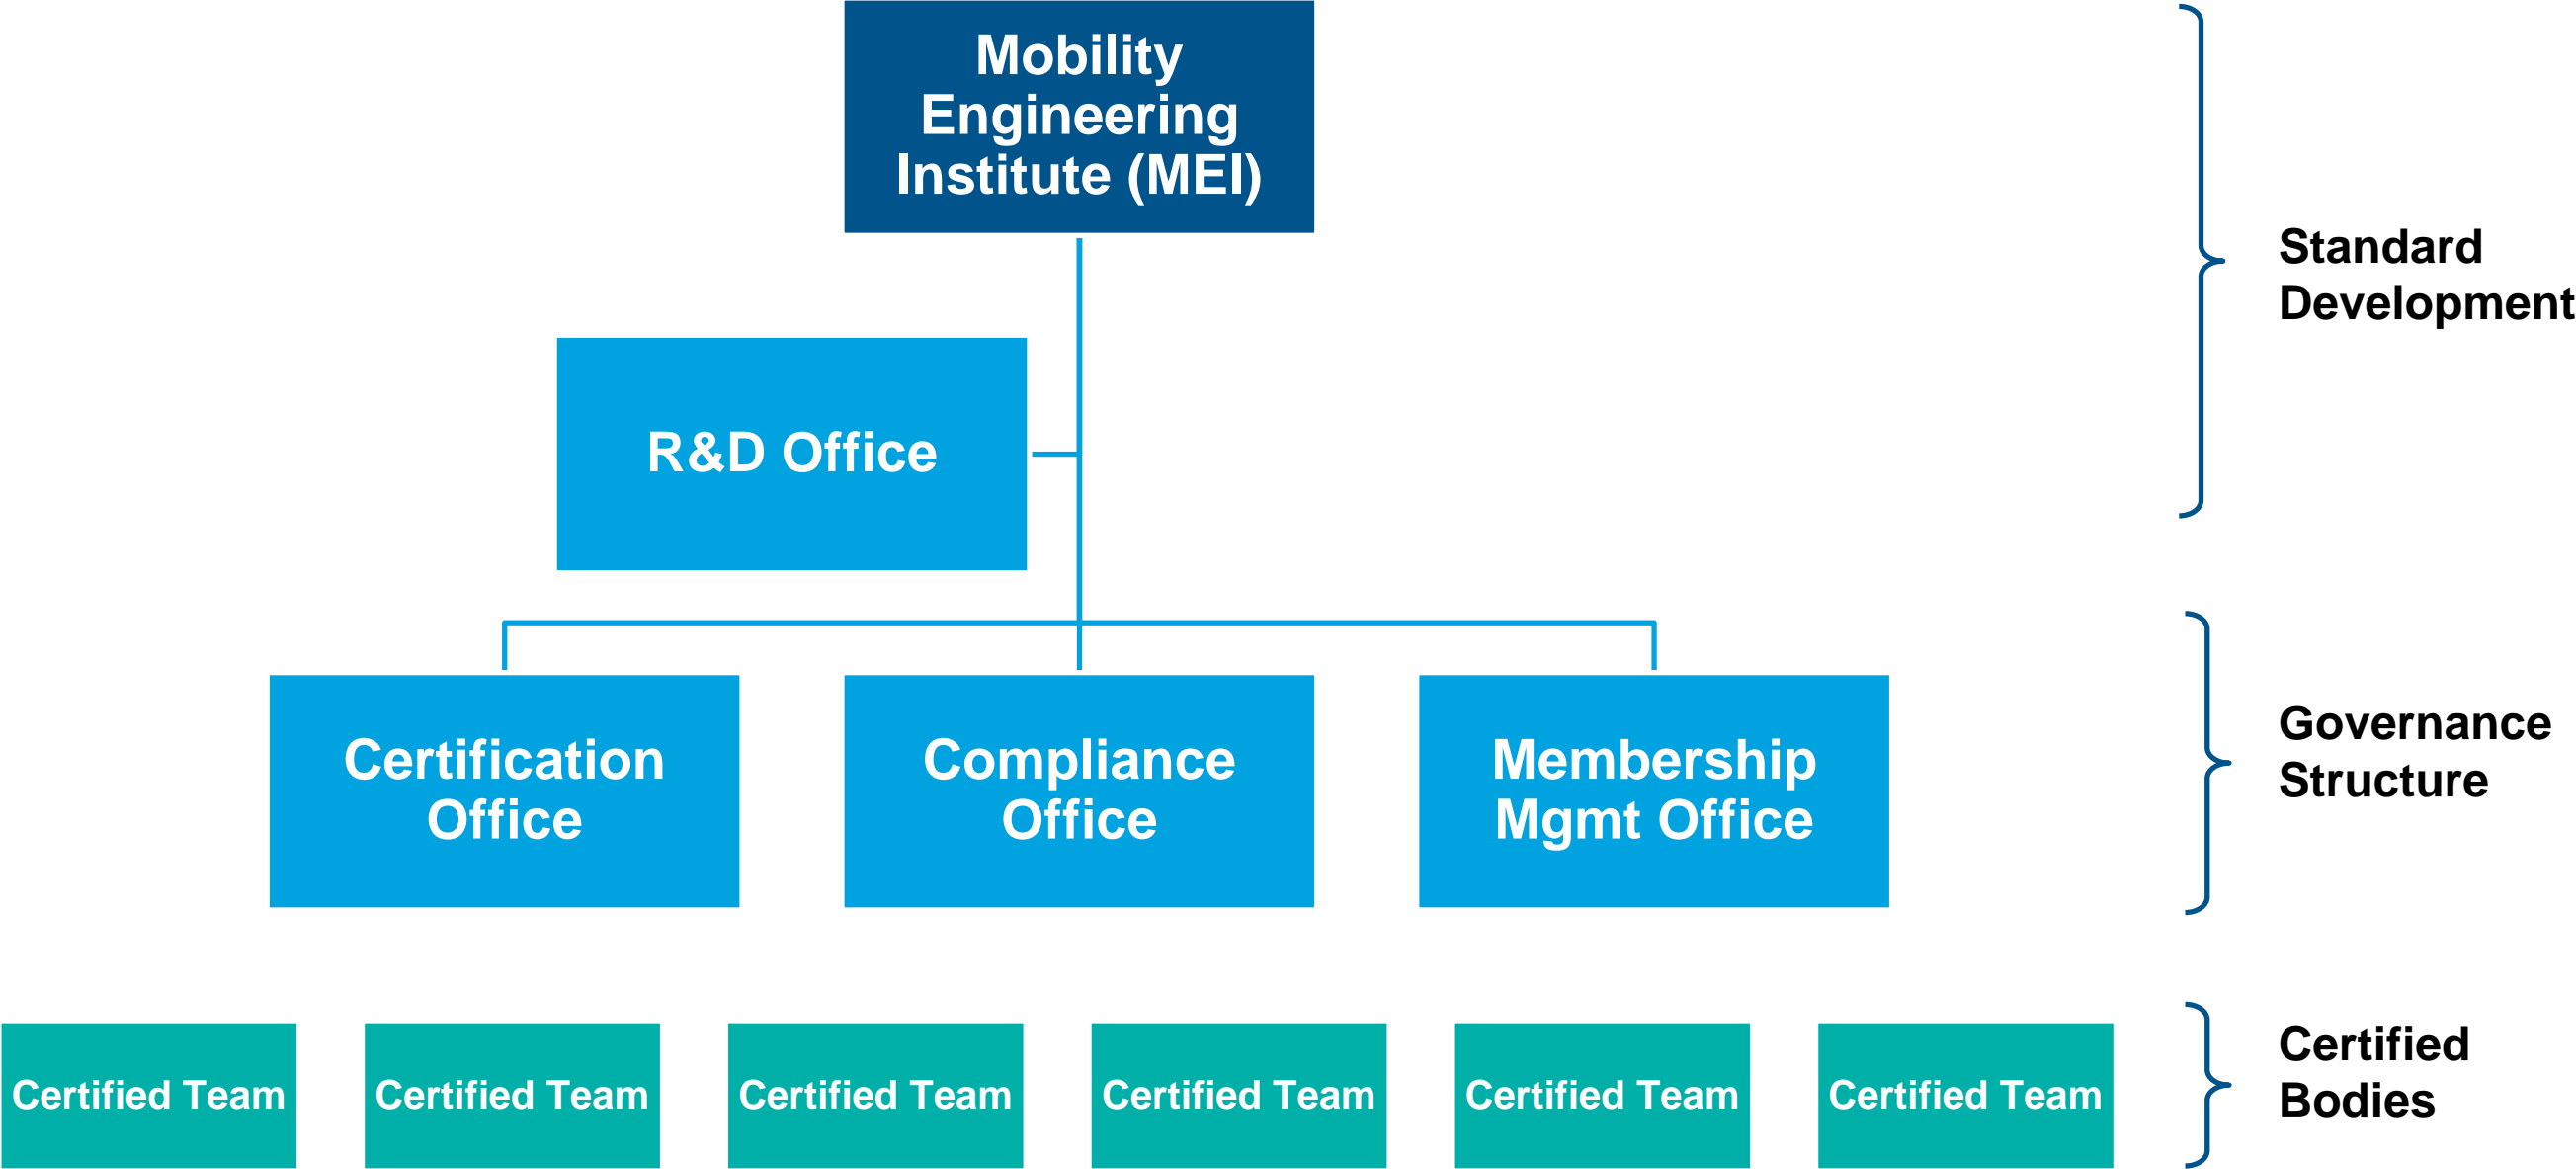 Mobility
Engineering
Institute (MEI)
Standard
Development
R&D Office
Certification
Office
Compliance
Office
Membership
Mgmt Office
Governance
Structure
Certified Team
Certified Team
Certified Team
Certified Team
Certified Team
Certified Team
Certified
Bodies